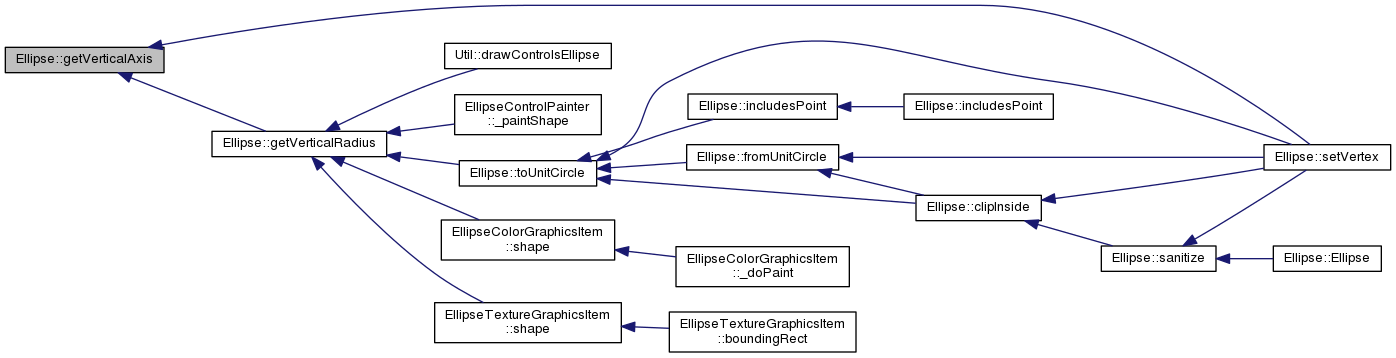 Ellipse::getVerticalAxis
Ellipse::getVerticalRadius
Util::drawControlsEllipse
EllipseControlPainter
::_paintShape
Ellipse::toUnitCircle
EllipseColorGraphicsItem
::shape
EllipseTextureGraphicsItem
::shape
Ellipse::includesPoint
Ellipse::fromUnitCircle
EllipseColorGraphicsItem
::_doPaint
EllipseTextureGraphicsItem
::boundingRect
Ellipse::includesPoint
Ellipse::clipInside
Ellipse::sanitize
Ellipse::setVertex
Ellipse::Ellipse